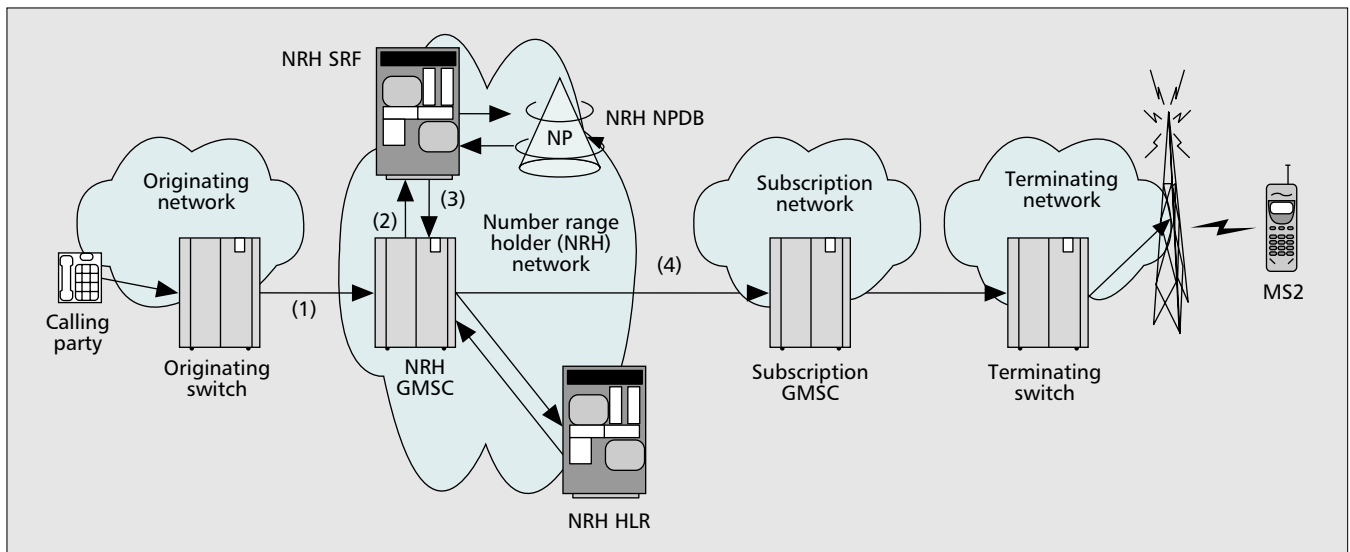 NRH SRF
NRH NPDB
NP
Originating
network
(2)
(3)
Number range
holder (NRH)
network
Subscription
network
Terminating
network
(1)
(4)
Calling
party
Originating
switch
NRH
GMSC
Subscription
GMSC
Terminating
switch
MS2
NRH HLR